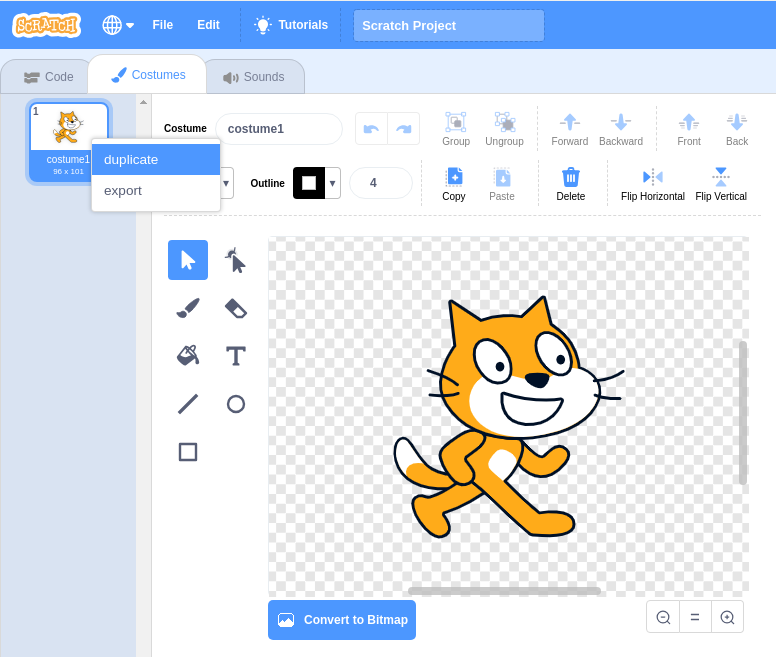 SCRATCH File Edit Tutorials Scratch Project
Code Costumes Sounds
1
costume1
96 x 101
duplicate
export
Costume costume1 Group Ungroup Forward Backward Front Back
Outline 4 Copy Paste Delete Flip Horizontal Flip Vertical
T
Convert to Bitmap